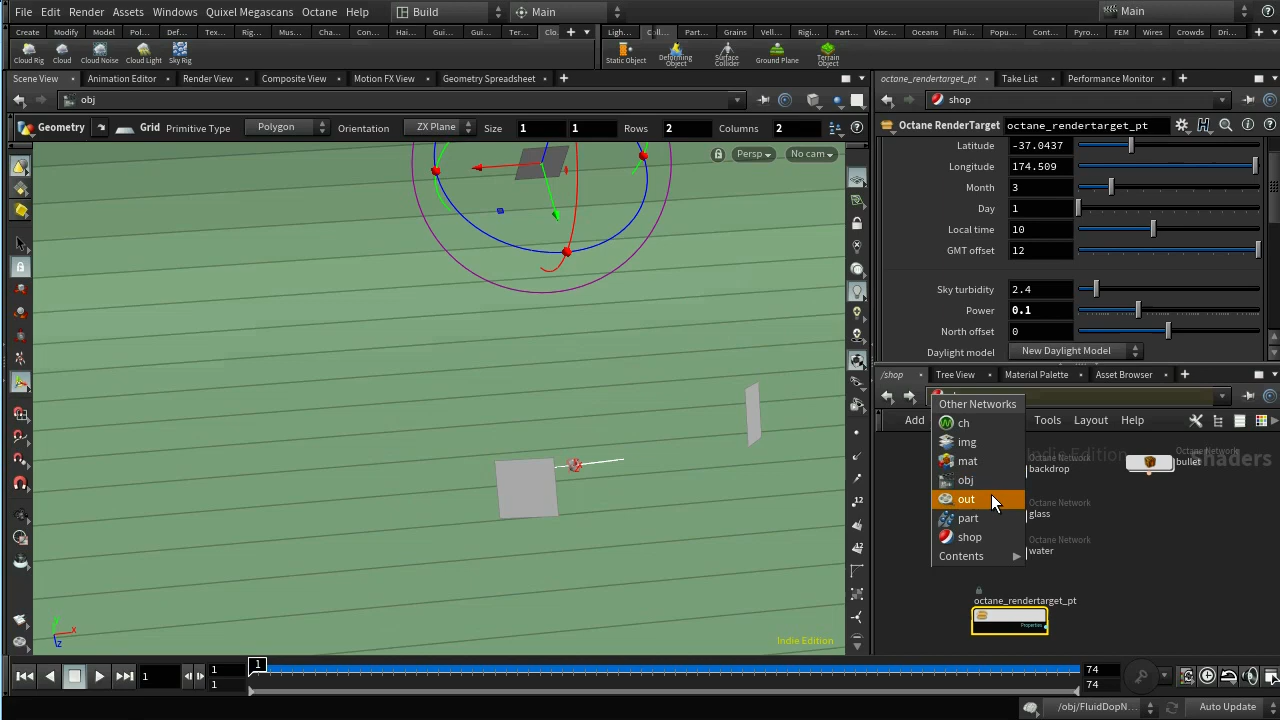 File Edit Render Assets Windows Quixel Megascans Octane Help Build Main Main
Create Modify Model Pol... Def... Tex... Rig... Mus... Cha... Con... Hai... Gui... Gui... Ter... Clo... Ligh... Part... Grains Vell... Rigi... Part... Visc... Oceans Flui... Pop... Cont... Pyro... FEM Wires Crowds Dri...
Cloud Rig Cloud Cloud Noise Cloud Light Sky Rig Static Object Deforming Object Surface Collider Ground Plane Terrain Object
Scene View Animation Editor Render View Composite View Motion FX View Geometry Spreadsheet octane_rendertarget_pt Take List Performance Monitor
obj shop
Geometry Grid Primitive Type Polygon Orientation ZX Plane Size 1 1 Rows 2 Columns 2
Octane RenderTarget octane_rendertarget_pt
Persp No cam
Latitude -37.0437
Longitude 174.509
Month 3
Day 1
Local time 10
GMT offset 12
Sky turbidity 2.4
Power 0.1
North offset 0
Daylight model New Daylight Model
/shop Tree View Material Palette Asset Browser
Other Networks
Add Tools Layout Help
ch
img
mat
obj
out
part
shop
Contents
Indie Edition
Octane Network
backdrop
Octane Network
bullet
Octane Network
glass
Octane Network
water
octane_rendertarget_pt
Properties
12
12
y
x
z
Indie Edition
1
1
1
1
74
74
/obj/FluidDopN... Auto Update